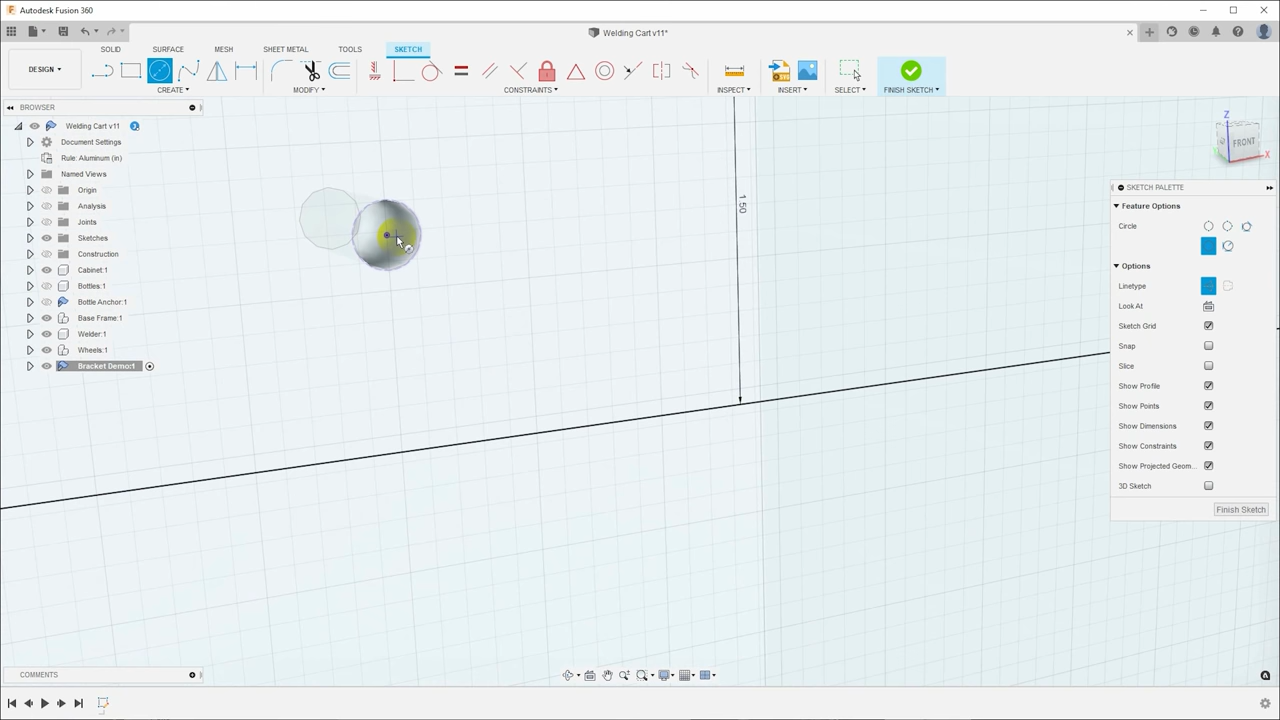 Autodesk Fusion 360
Welding Cart v11*
SOLID SURFACE MESH SHEET METAL TOOLS SKETCH
DESIGN
CREATE MODIFY CONSTRAINTS INSPECT INSERT SELECT FINISH SKETCH
BROWSER
Welding Cart v11
Document Settings
Rule: Aluminum (in)
Named Views
Origin
Analysis
Joints
Sketches
Construction
Cabinet:1
Bottles:1
Bottle Anchor:1
Base Frame:1
Welder:1
Wheels:1
Bracket Demo:1
1.50
Z
FRONT
X
SKETCH PALETTE
Feature Options
Circle
Options
Linetype
Look At
Sketch Grid
Snap
Slice
Show Profile
Show Points
Show Dimensions
Show Constraints
Show Projected Geom...
3D Sketch
Finish Sketch
COMMENTS